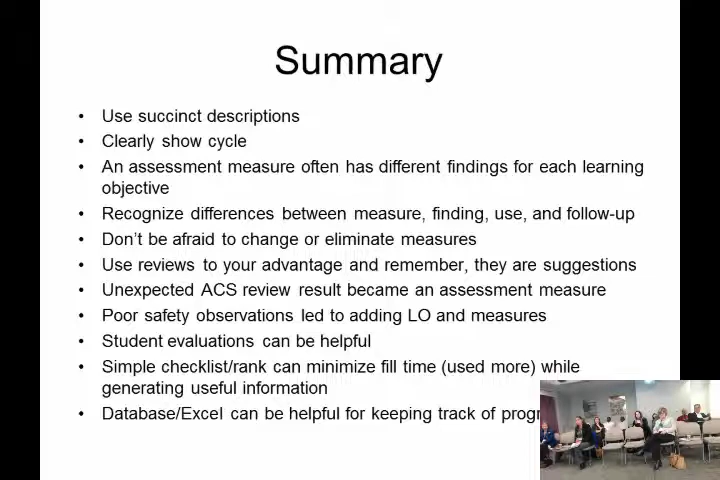 Summary
• Use succinct descriptions
• Clearly show cycle
• An assessment measure often has different findings for each learning
objective
• Recognize differences between measure, finding, use, and follow-up
• Don't be afraid to change or eliminate measures
• Use reviews to your advantage and remember, they are suggestions
• Unexpected ACS review result became an assessment measure
• Poor safety observations led to adding LO and measures
• Student evaluations can be helpful
• Simple checklist/rank can minimize fill time (used more) while
generating useful information
• Database/Excel can be helpful for keeping track of